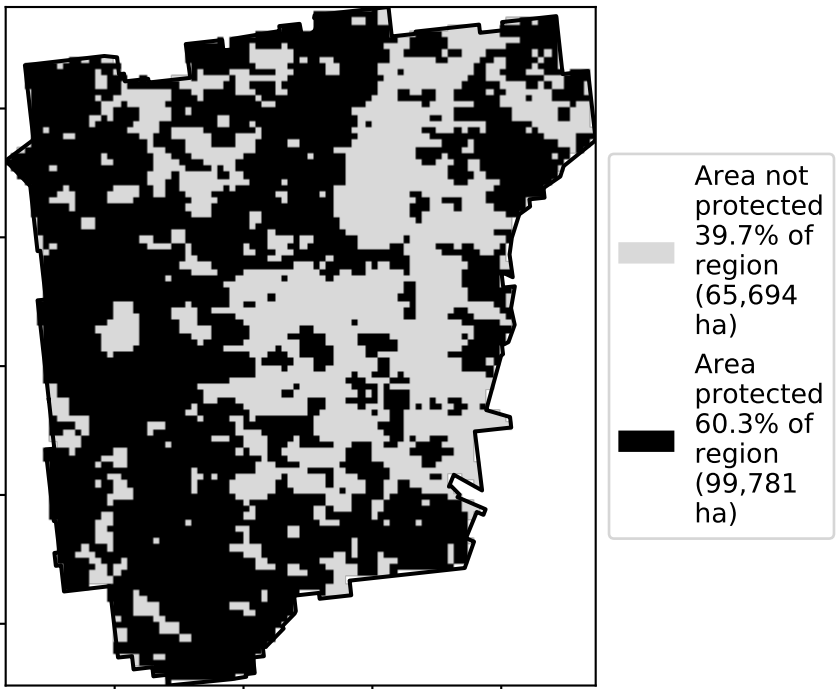 Area not
protected
39.7% of
region
(65,694
ha)
Area
protected
60.3% of
region
(99,781
ha)